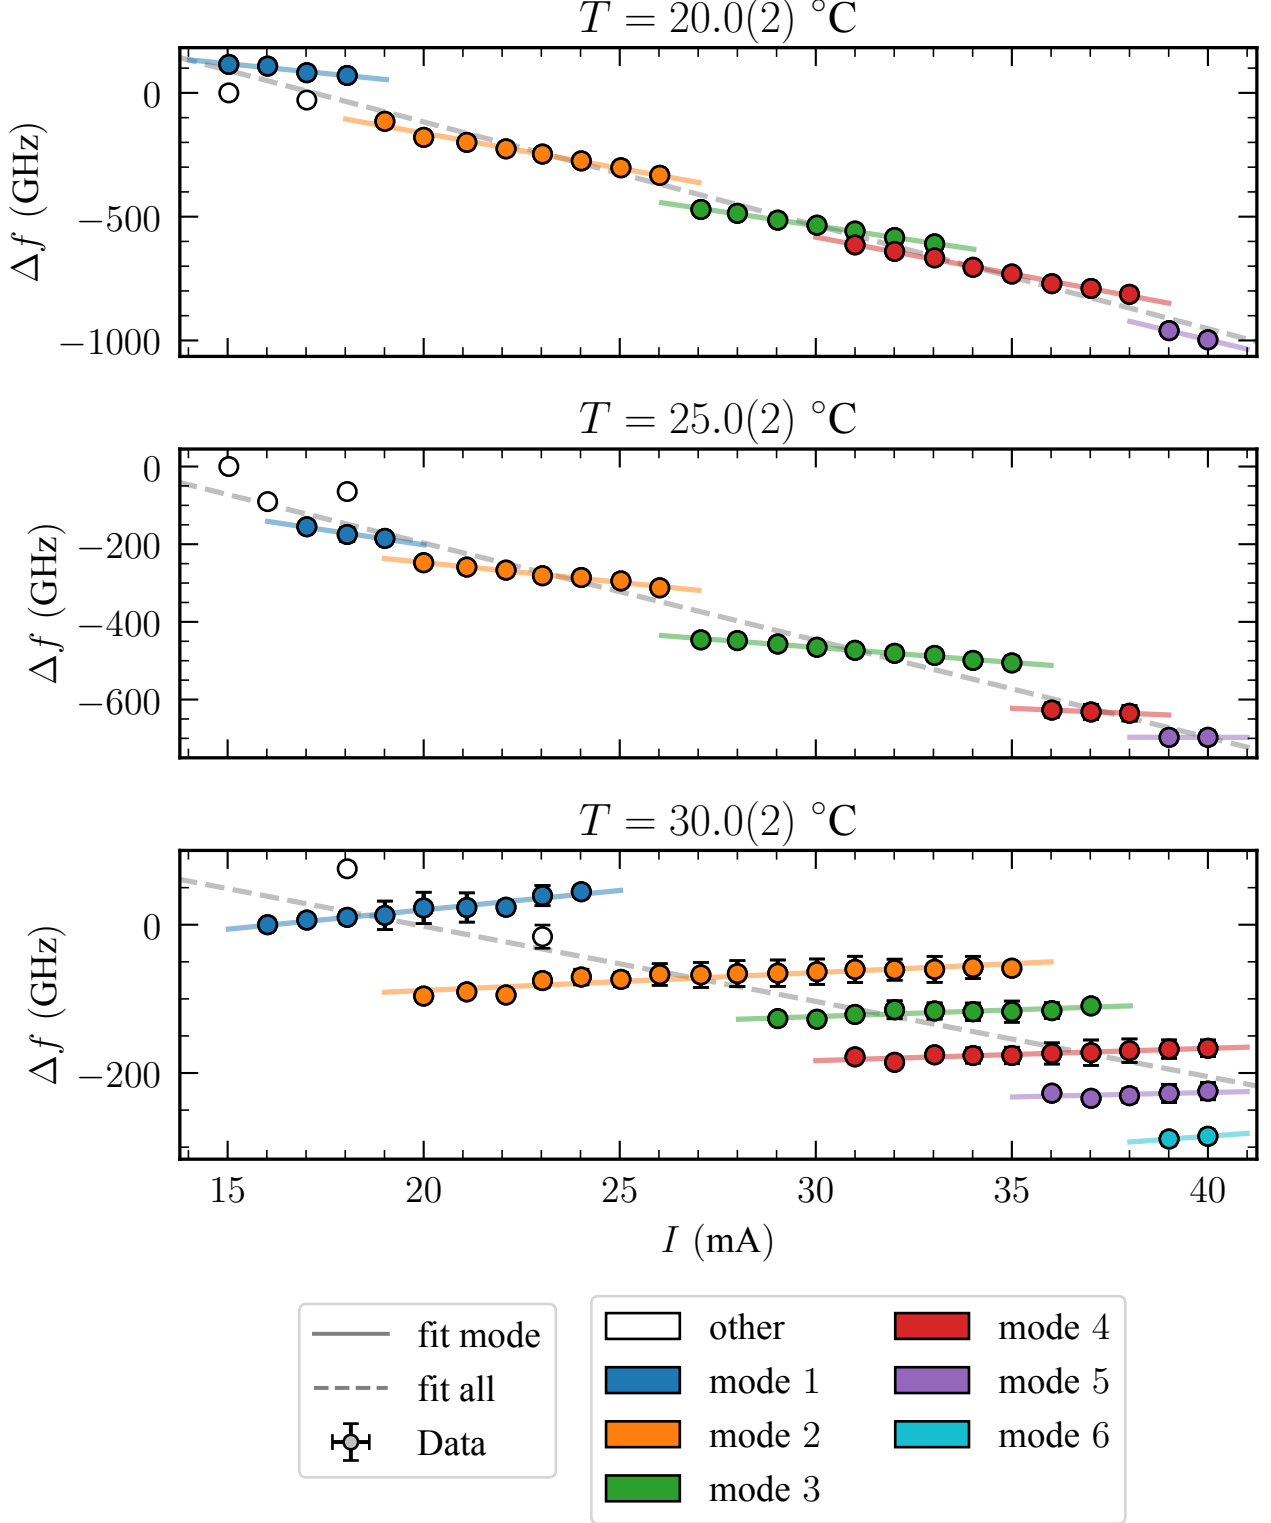 T = 20.0(2) °C
0
−500
−1000
Δf (GHz)
T = 25.0(2) °C
0
−200
−400
−600
Δf (GHz)
T = 30.0(2) °C
0
−200
Δf (GHz)
15 20 25 30 35 40
I (mA)
fit mode
fit all
Data
other
mode 1
mode 2
mode 3
mode 4
mode 5
mode 6